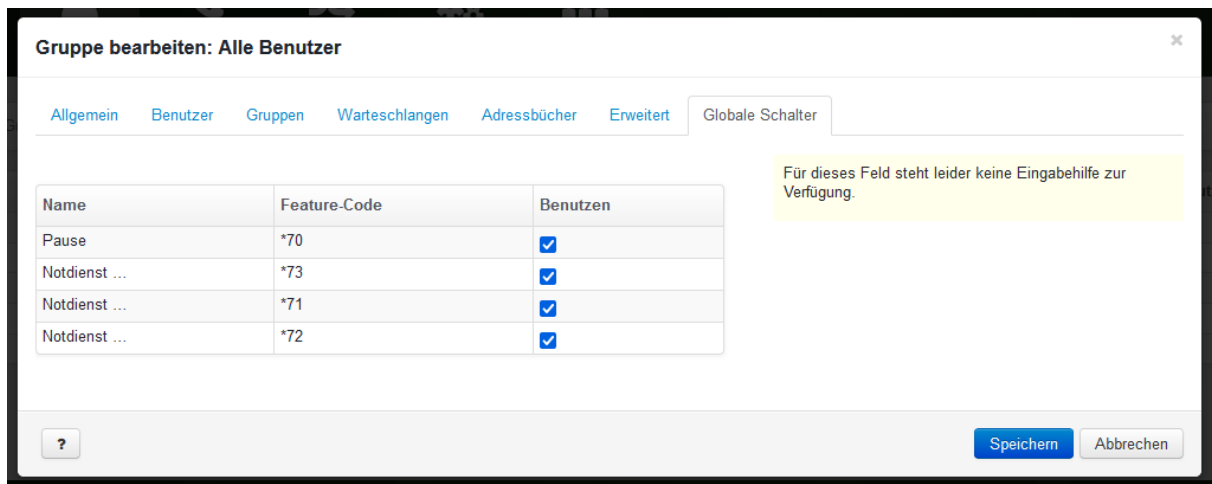 Gruppe bearbeiten: Alle Benutzer
×
Allgemein Benutzer Gruppen Warteschlangen Adressbücher Erweitert Globale Schalter
Für dieses Feld steht leider keine Eingabehilfe zur
Verfügung.
Name Feature-Code Benutzen
Pause *70
Notdienst ... *73
Notdienst ... *71
Notdienst ... *72
? Speichern Abbrechen